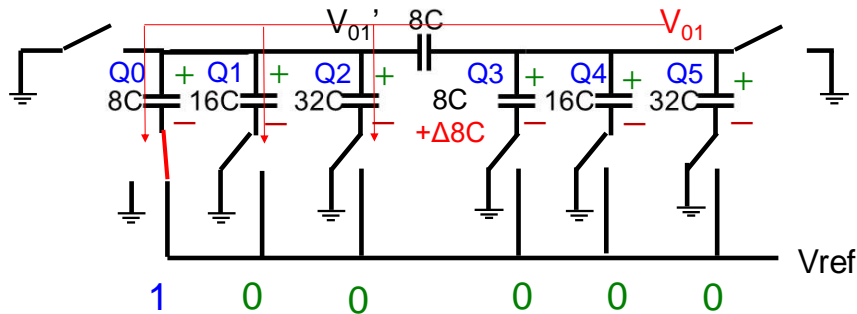 V01' 8C V01
Q0 + Q1 + Q2 + Q3 + Q4 + Q5 +
8C 16C 32C 8C 16C 32C
− − − +Δ8C − − −
Vref
1 0 0 0 0 0